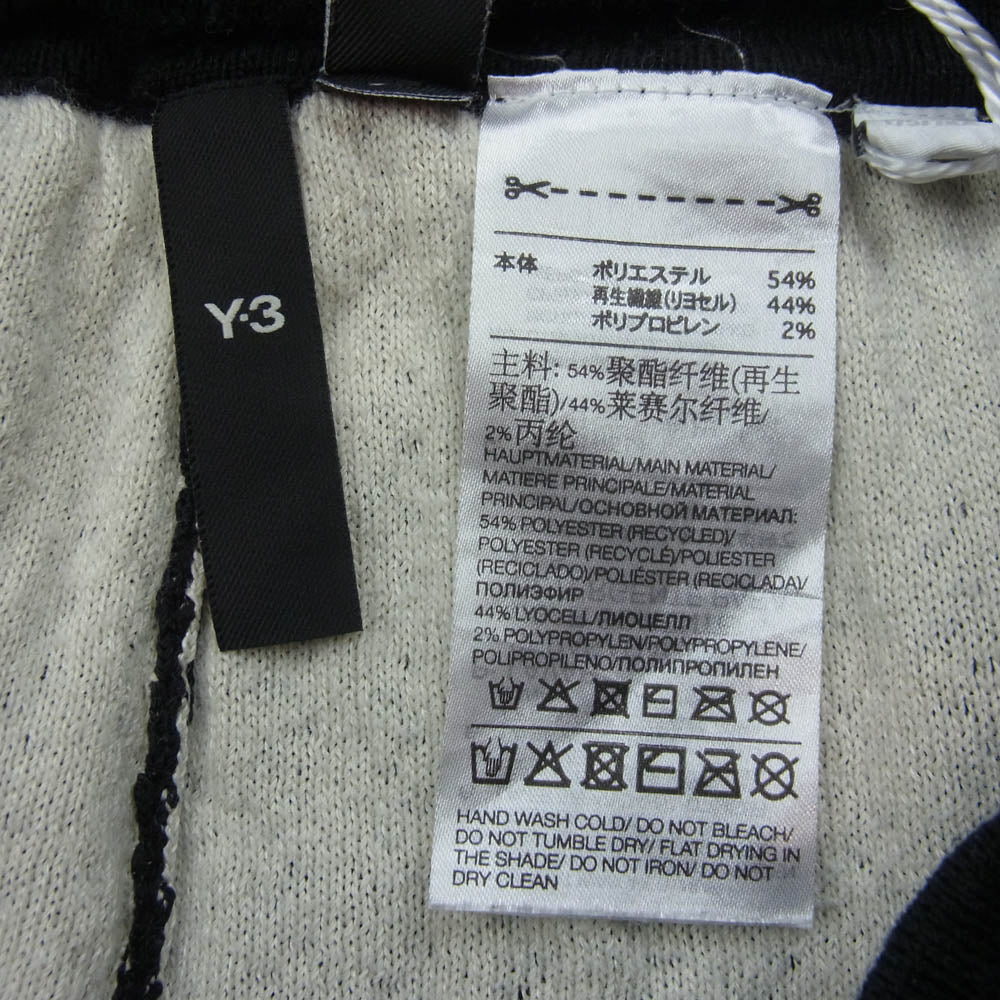 Y·3
本体 ポリエステル 54%
再生繊維(リヨセル) 44%
ポリプロピレン 2%
主料: 54%聚酯纤维(再生
聚酯)/44%莱赛尔纤维/
2%丙纶
HAUPTMATERIAL/MAIN MATERIAL/
MATIERE PRINCIPALE/MATERIAL
PRINCIPAL/ОСНОВНОЙ МАТЕРИАЛ:
54% POLYESTER (RECYCLED)/
POLYESTER (RECYCLÉ)/POLIESTER
(RECICLADO)/POLIÉSTER (RECICLADA)/
ПОЛИЭФИР
44% LYOCELL/ЛИОЦЕЛЛ
2% POLYPROPYLEN/POLYPROPYLENE/
POLIPROPILENO/ПОЛИПРОПИЛЕН
HAND WASH COLD/ DO NOT BLEACH/
DO NOT TUMBLE DRY/ FLAT DRYING IN
THE SHADE/ DO NOT IRON/ DO NOT
DRY CLEAN